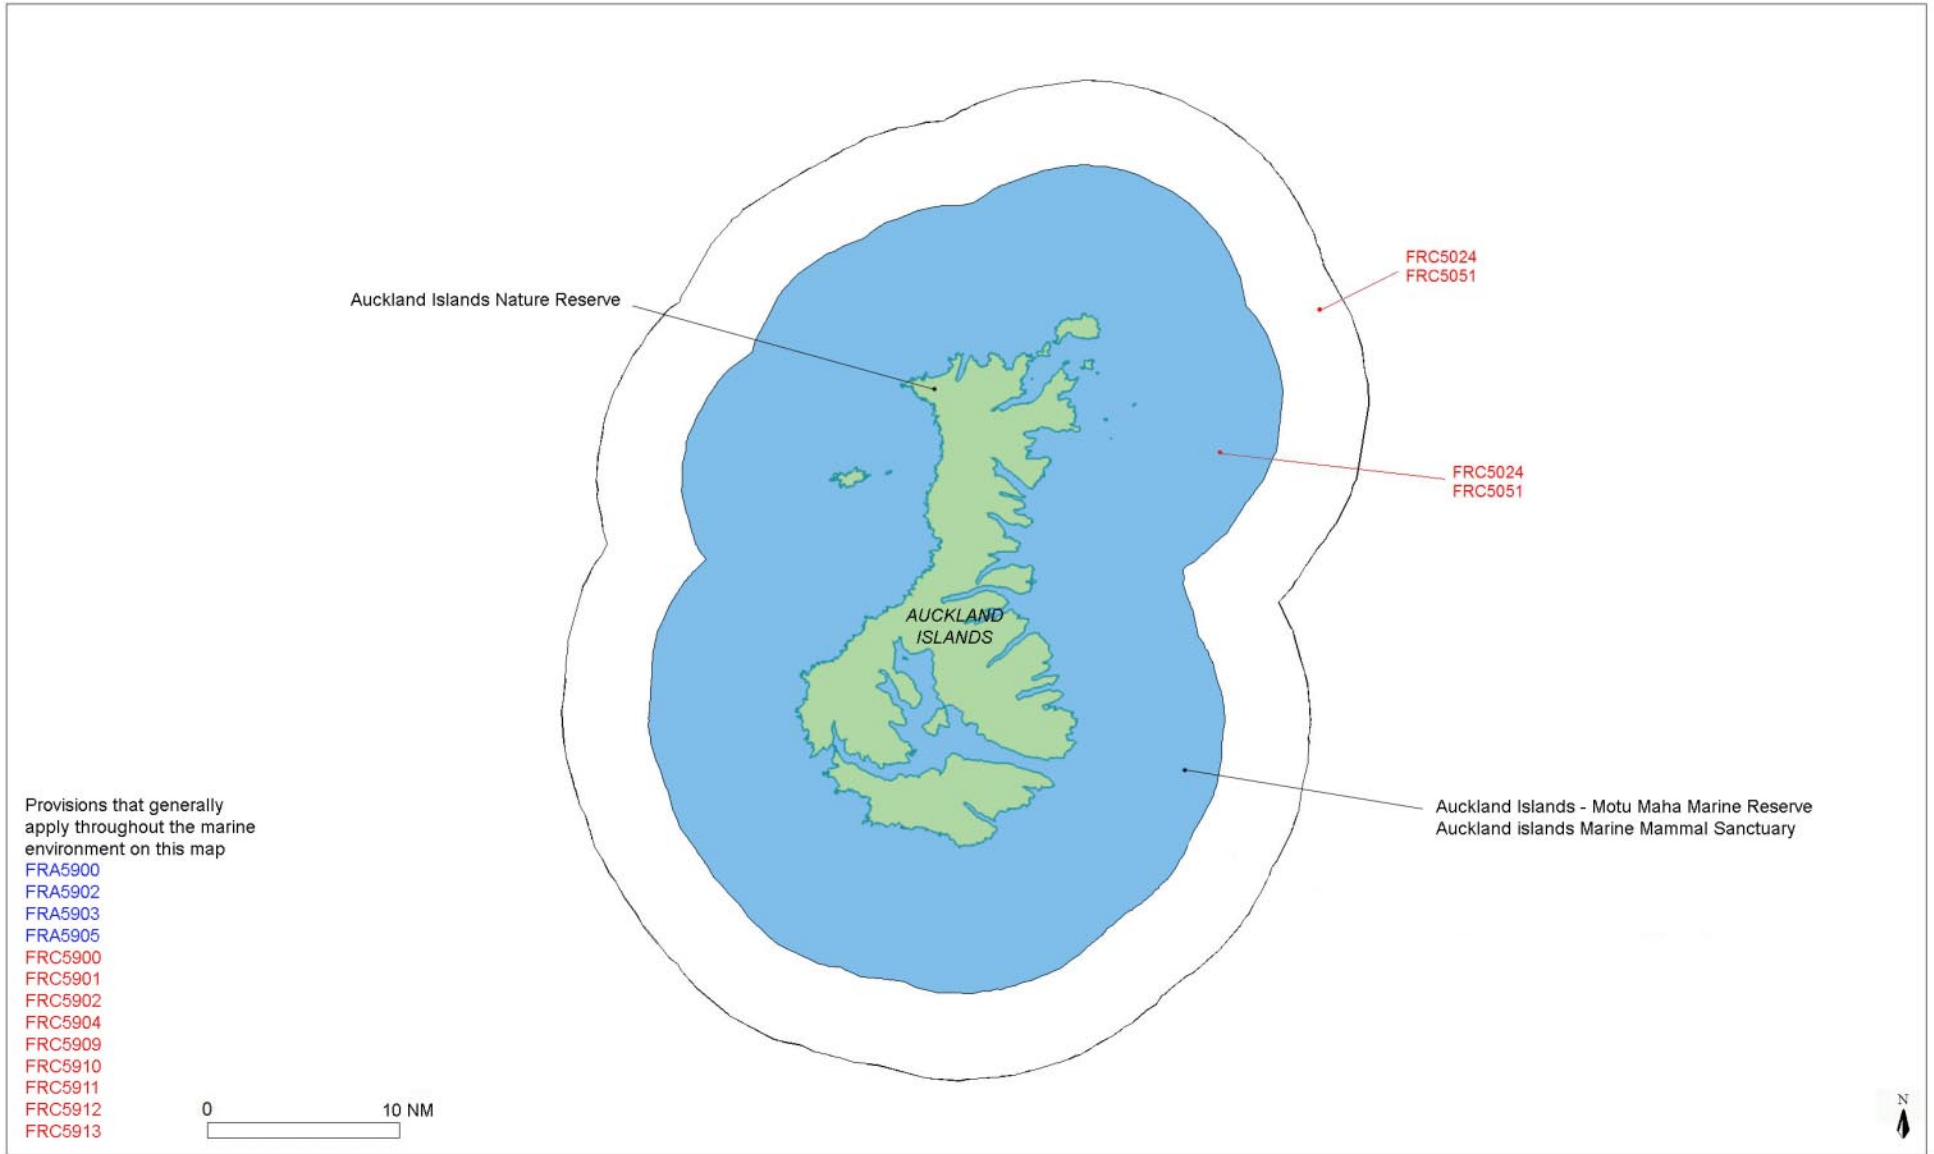 FRC5024
FRC5051
Auckland Islands Nature Reserve
FRC5024
FRC5051
AUCKLAND
ISLANDS
Auckland Islands - Motu Maha Marine Reserve
Auckland islands Marine Mammal Sanctuary
Provisions that generally
apply throughout the marine
environment on this map
FRA5900
FRA5902
FRA5903
FRA5905
FRC5900
FRC5901
FRC5902
FRC5904
FRC5909
FRC5910
FRC5911
FRC5912
FRC5913
0 10 NM
N